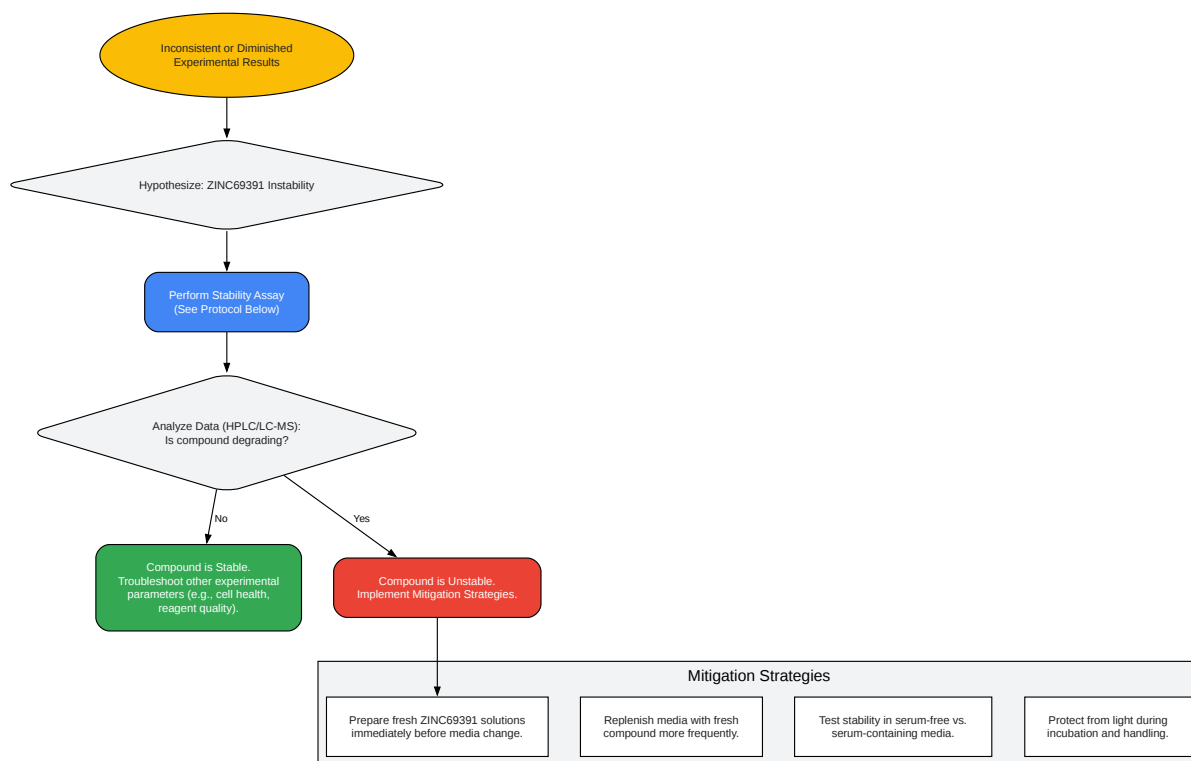 Inconsistent or Diminished
Experimental Results
Hypothesize: ZINC69391 Instability
Perform Stability Assay
(See Protocol Below)
Analyze Data (HPLC/LC-MS):
Is compound degrading?
No
Yes
Compound is Stable.
Troubleshoot other experimental
parameters (e.g., cell health,
reagent quality).
Compound is Unstable.
Implement Mitigation Strategies.
Mitigation Strategies
Prepare fresh ZINC69391 solutions
immediately before media change.
Replenish media with fresh
compound more frequently.
Test stability in serum-free vs.
serum-containing media.
Protect from light during
incubation and handling.